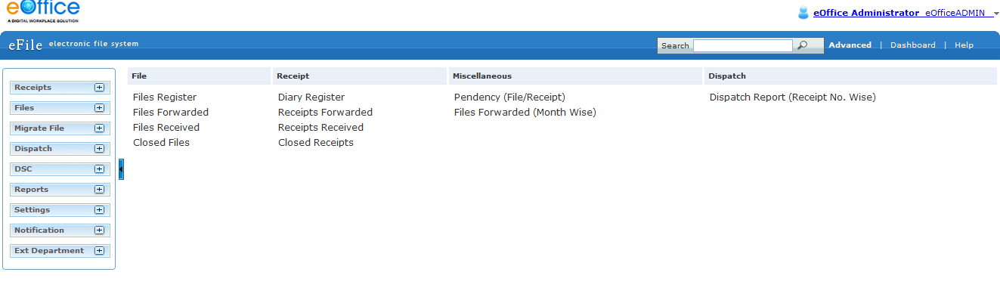 eOffice
A DIGITAL WORKPLACE SOLUTION
eOffice Administrator eOfficeADMIN
eFile electronic file system
Search
Advanced | Dashboard | Help
Receipts
Files
Migrate File
Dispatch
DSC
Reports
Settings
Notification
Ext Department
File
Files Register
Files Forwarded
Files Received
Closed Files
Receipt
Diary Register
Receipts Forwarded
Receipts Received
Closed Receipts
Miscellaneous
Pendency (File/Receipt)
Files Forwarded (Month Wise)
Dispatch
Dispatch Report (Receipt No. Wise)